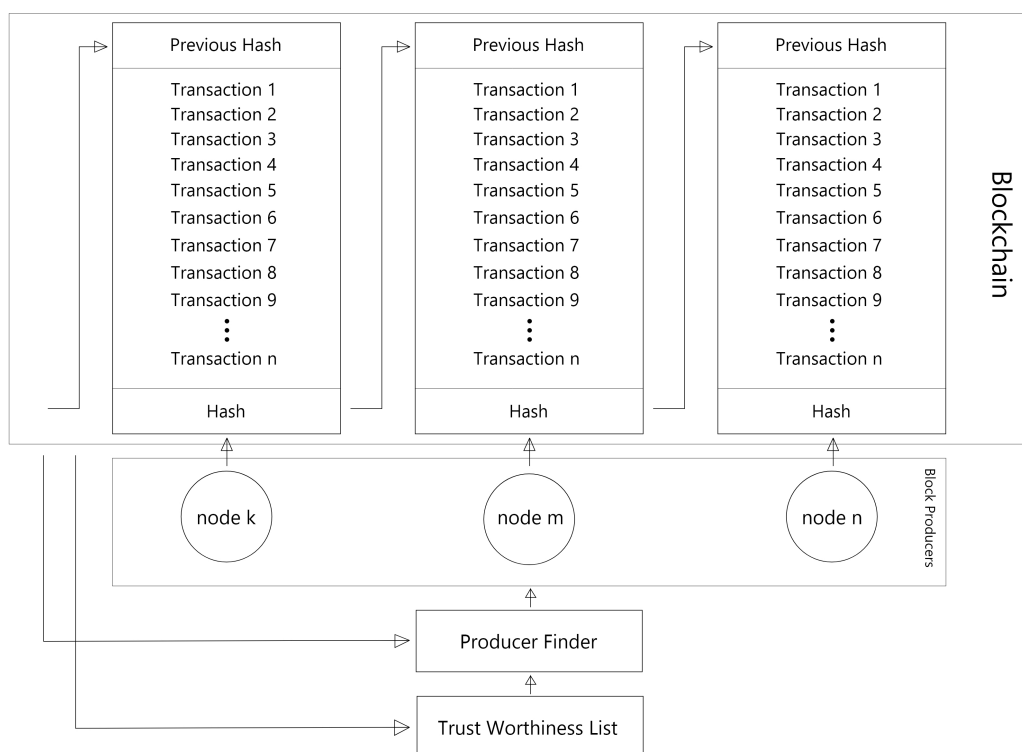 Previous Hash
Transaction 1
Transaction 2
Transaction 3
Transaction 4
Transaction 5
Transaction 6
Transaction 7
Transaction 8
Transaction 9
Transaction n
Hash
Previous Hash
Transaction 1
Transaction 2
Transaction 3
Transaction 4
Transaction 5
Transaction 6
Transaction 7
Transaction 8
Transaction 9
Transaction n
Hash
Previous Hash
Transaction 1
Transaction 2
Transaction 3
Transaction 4
Transaction 5
Transaction 6
Transaction 7
Transaction 8
Transaction 9
Transaction n
Hash
Blockchain
node k
node m
node n
Block Producers
Producer Finder
Trust Worthiness List